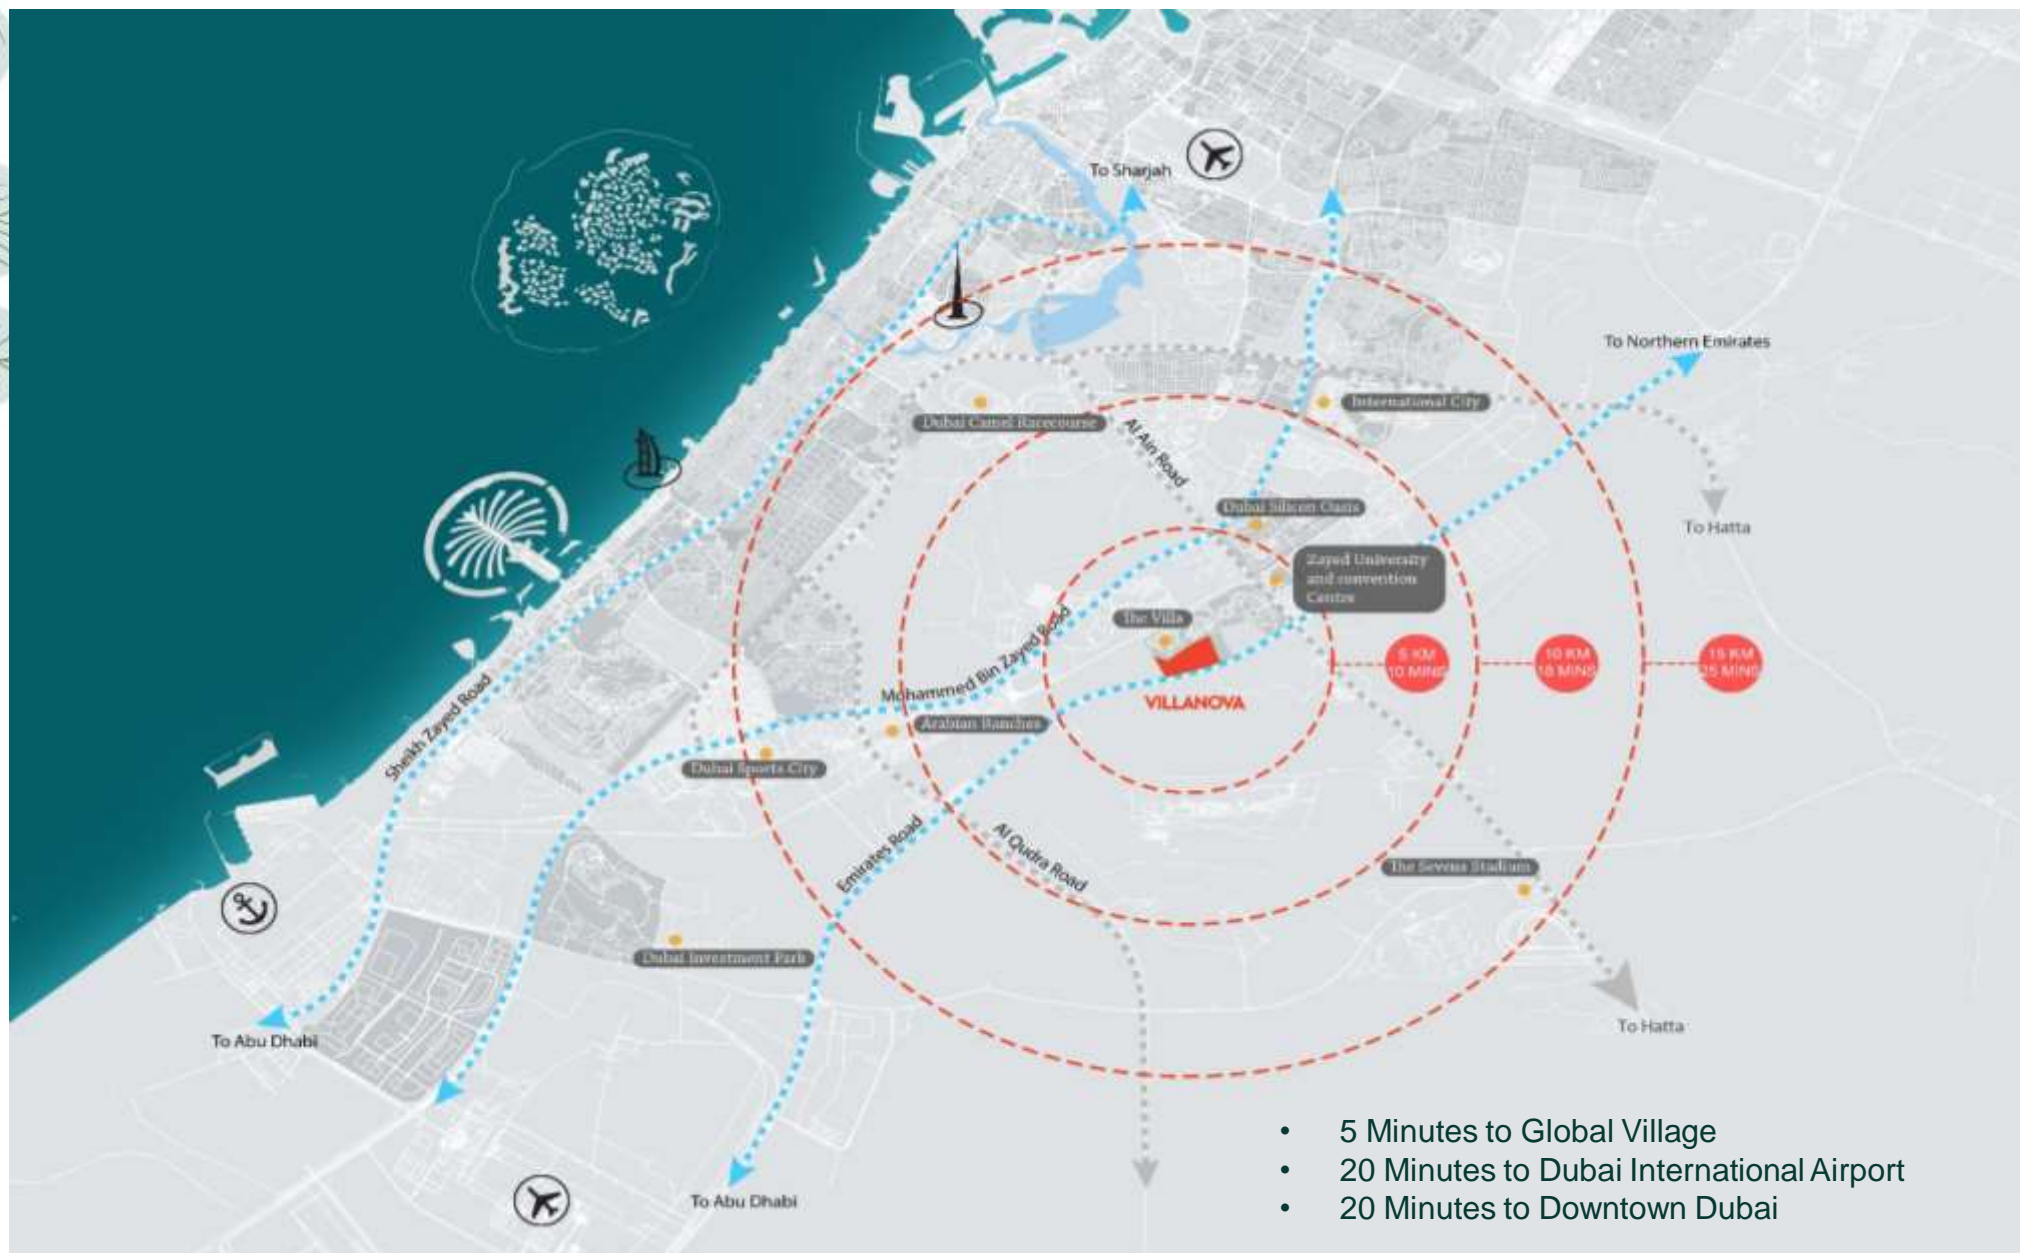 To Sharjah
To Northern Emirates
International City
Dubai Camel Racecourse
Al Ain Road
Dubai Silicon Oasis
To Hatta
Zayed University
and convention
Centre
The Villa
5 KM
10 MINS
10 KM
18 MINS
15 KM
25 MINS
Mohammed Bin Zayed Road
VILLANOVA
Sheikh Zayed Road
Arabian Ranches
Dubai Sports City
Emirates Road
Al Qudra Road
The Sevens Stadium
Dubai Investment Park
To Hatta
To Abu Dhabi
To Abu Dhabi
• 5 Minutes to Global Village
• 20 Minutes to Dubai International Airport
• 20 Minutes to Downtown Dubai